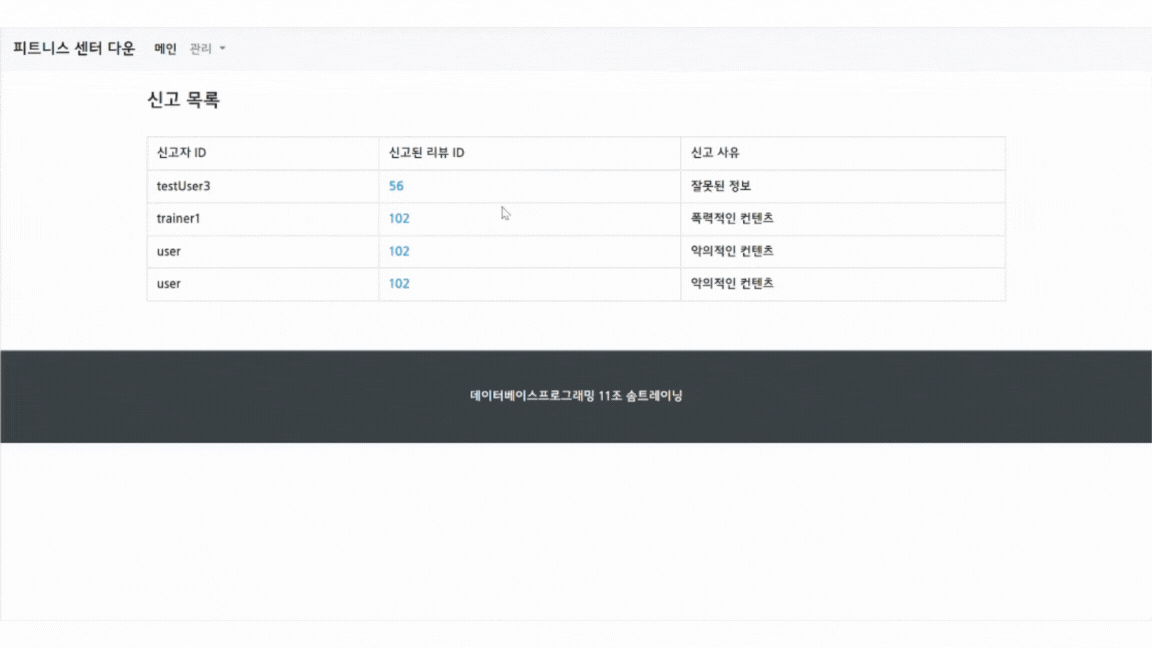 피트니스 센터 다운 메인 관리
신고 목록
신고자 ID 신고된 리뷰 ID 신고 사유
testUser3 56 잘못된 정보
trainer1 102 폭력적인 컨텐츠
user 102 악의적인 컨텐츠
user 102 악의적인 컨텐츠
데이터베이스프로그래밍 11조 솜트레이닝